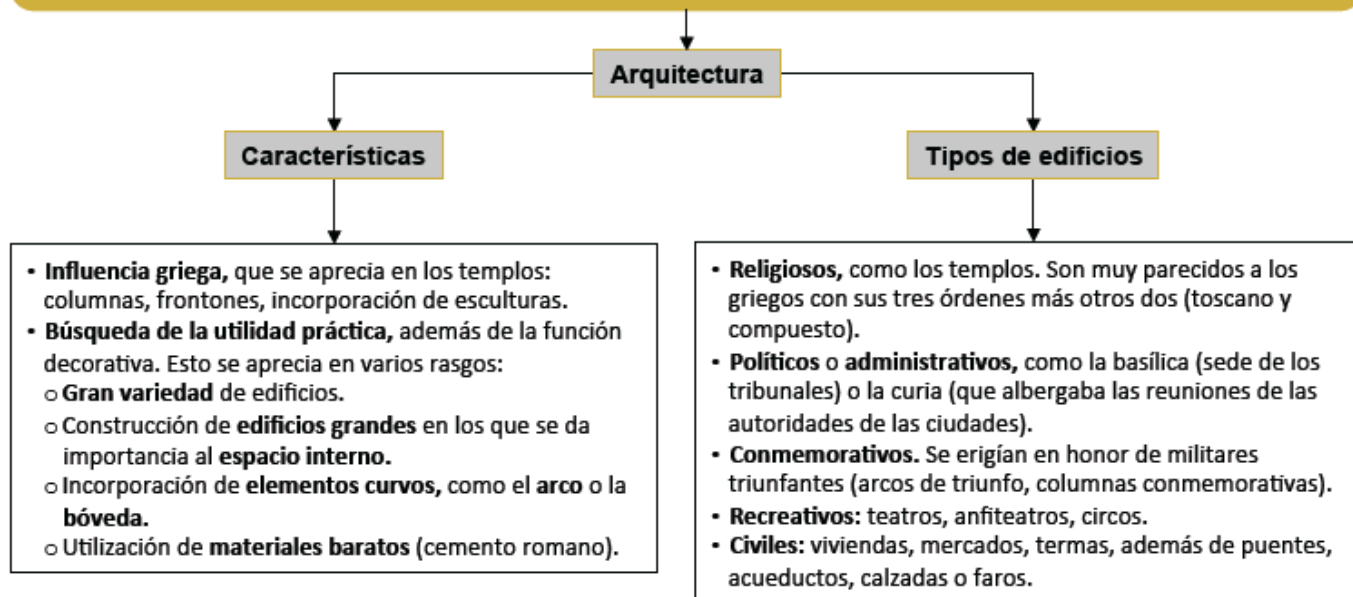 Arquitectura
Características
Tipos de edificios
• Influencia griega, que se aprecia en los templos:
columnas, frontones, incorporación de esculturas.
• Búsqueda de la utilidad práctica, además de la función
decorativa. Esto se aprecia en varios rasgos:
o Gran variedad de edificios.
o Construcción de edificios grandes en los que se da
importancia al espacio interno.
o Incorporación de elementos curvos, como el arco o la
bóveda.
o Utilización de materiales baratos (cemento romano).
• Religiosos, como los templos. Son muy parecidos a los
griegos con sus tres órdenes más otros dos (toscano y
compuesto).
• Políticos o administrativos, como la basílica (sede de los
tribunales) o la curia (que albergaba las reuniones de las
autoridades de las ciudades).
• Conmemorativos. Se erigían en honor de militares
triunfantes (arcos de triunfo, columnas conmemorativas).
• Recreativos: teatros, anfiteatros, circos.
• Civiles: viviendas, mercados, termas, además de puentes,
acueductos, calzadas o faros.